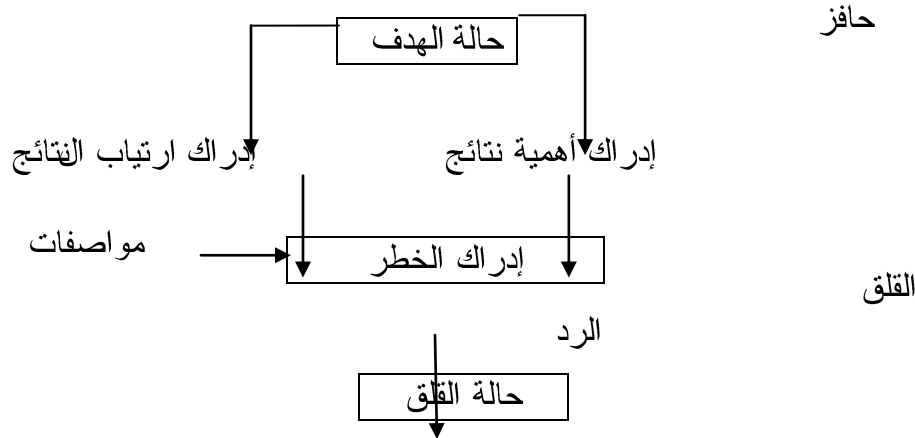 حافز
حالة الهدف
إدراك أهمية نتائج
إدراك ارتياب النتائج
مواصفات
إدراك الخطر
القلق
الرد
حالة القلق